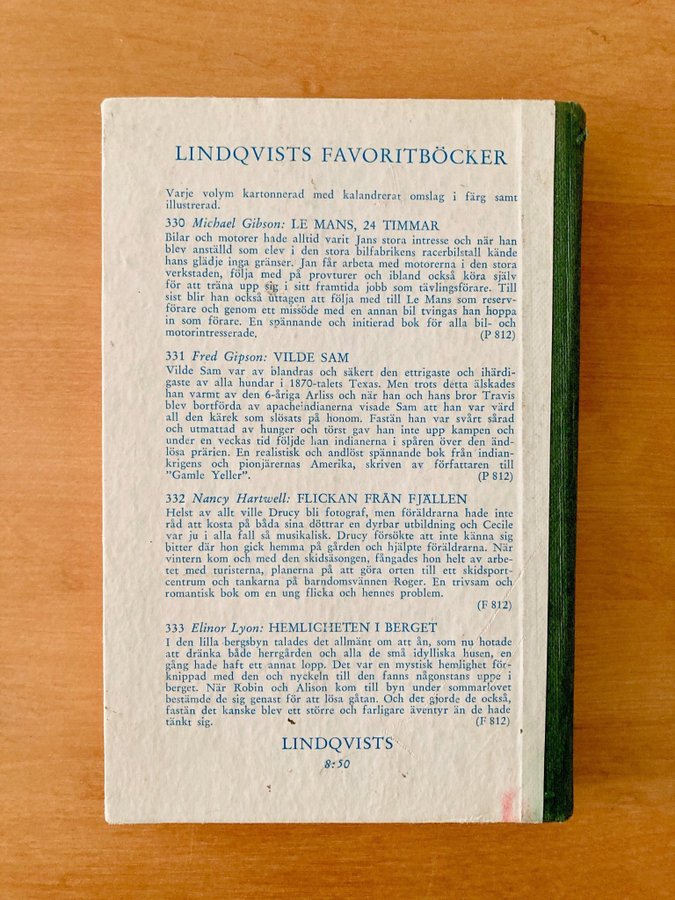 LINDQVISTS FAVORITBÖCKER
Varje volym kartonnerad med kalandrerat omslag i färg samt
illustrerad.
330 Michael Gibson: LE MANS, 24 TIMMAR
Bilar och motorer hade alltid varit Jans stora intresse och när han
blev anställd som elev i den stora bilfabrikens racerbilstall kände
hans glädje inga gränser. Jan får arbeta med motorerna i den stora
verkstaden, följa med på provturer och ibland också köra själv
för att träna upp sig i sitt framtida jobb som tävlingsförare. Till
sist blir han också uttagen att följa med till Le Mans som reserv-
förare och genom ett missöde med en annan bil tvingas han hoppa
in som förare. En spännande och initierad bok för alla bil- och
motorintresserade. (P 812)
331 Fred Gipson: VILDE SAM
Vilde Sam var av blandras och säkert den ettrigaste och ihärdi-
gaste av alla hundar i 1870-talets Texas. Men trots detta älskades
han varmt av den 6-åriga Arliss och när han och hans bror Travis
blev bortförda av apacheindianerna visade Sam att han var värd
all den kärek som slösats på honom. Fastän han var svårt sårad
och utmattad av hunger och törst gav han inte upp kampen och
under en veckas tid följde han indianerna i spåren över den änd-
lösa prärien. En realistisk och andlöst spännande bok från indian-
krigens och pionjärernas Amerika, skriven av författaren till
”Gamle Yeller”. (P 812)
332 Nancy Hartwell: FLICKAN FRÅN FJÄLLEN
Helst av allt ville Drucy bli fotograf, men föräldrarna hade inte
råd att kosta på båda sina döttrar en dyrbar utbildning och Cecile
var ju i alla fall så musikalisk. Drucy försökte att inte känna sig
bitter där hon gick hemma på gården och hjälpte föräldrarna. När
vintern kom och med den skidsäsongen, fångades hon helt av arbe-
tet med turisterna, planerna på att göra orten till ett skidsport-
centrum och tankarna på barndomsvännen Roger. En trivsam och
romantisk bok om en ung flicka och hennes problem.
(F 812)
333 Elinor Lyon: HEMLICHETEN I BERGET
I den lilla bergsbyn talades det allmänt om att ån, som nu hotade
att dränka både herrgården och alla de små idylliska husen, en
gång hade haft ett annat lopp. Det var en mystisk hemlighet för-
knippad med den och nyckeln till den fanns någonstans uppe i
berget. När Robin och Alison kom till byn under sommarlovet
bestämde de sig genast för att lösa gåtan. Och det gjorde de också,
fastän det kanske blev ett större och farligare äventyr än de hade
tänkt sig. (F 812)
LINDQVISTS
8:50